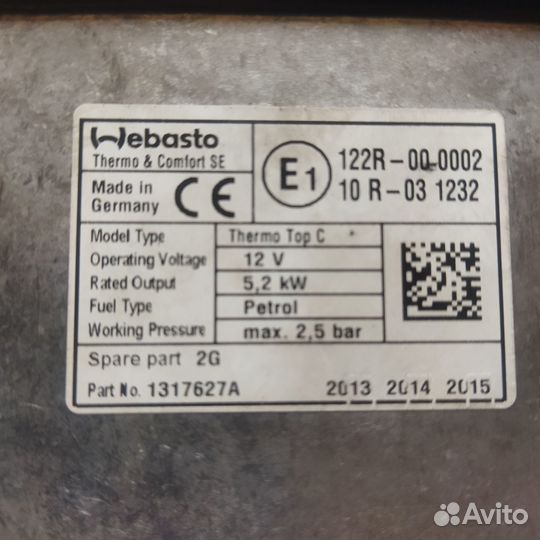 Webasto
Thermo & Comfort SE
Made in
Germany
CE
E1
122R-00 0002
10 R-03 1232
Model Type Thermo Top C *
Operating Voltage 12 V
Rated Output 5,2 kW
Fuel Type Petrol
Working Pressure max. 2,5 bar
Spare part 2G
Part No. 1317627A 2013 2014 2015
Avito